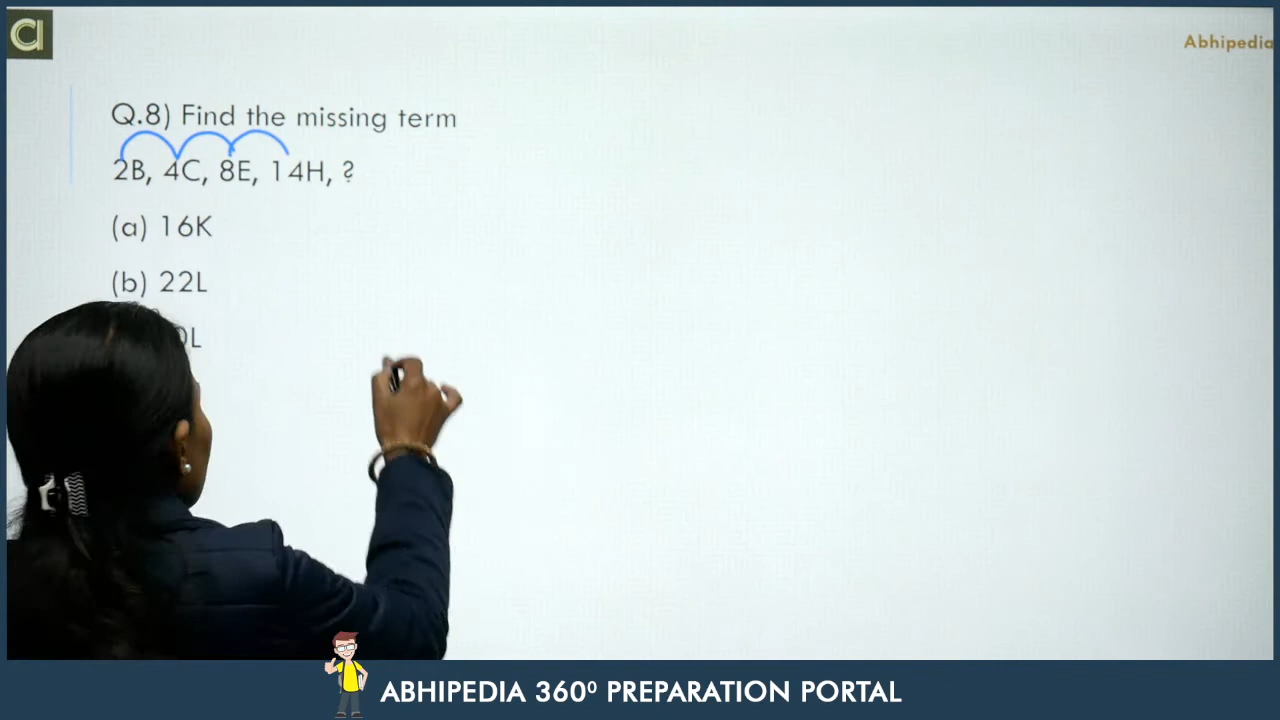 Abhipedia
Q.8) Find the missing term
2B, 4C, 8E, 14H, ?
(a) 16K
(b) 22L
ABHIPEDIA 360⁰ PREPARATION PORTAL